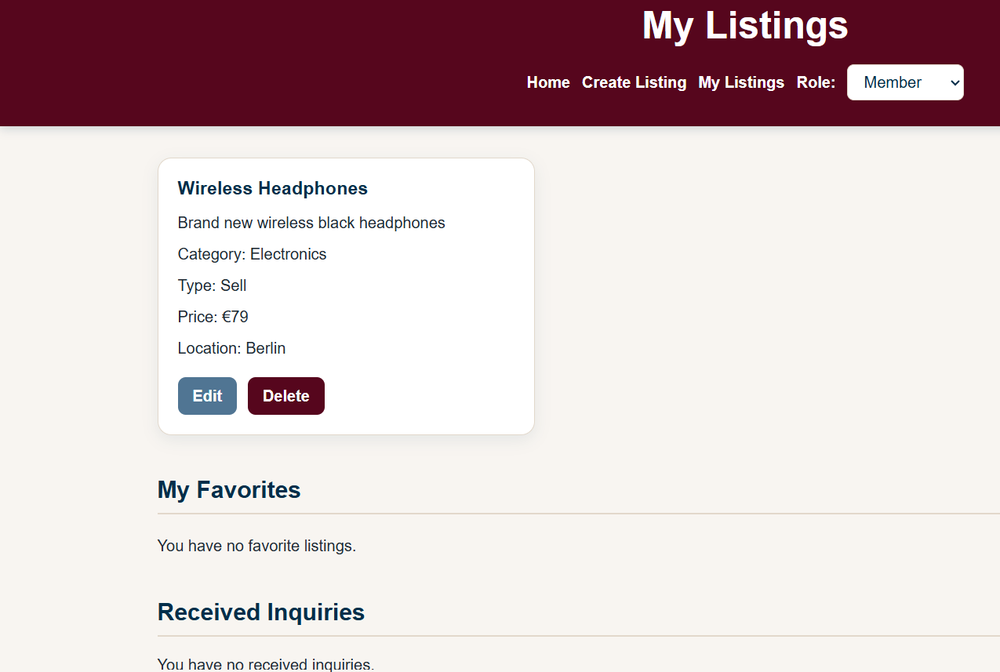 My Listings
Home Create Listing My Listings Role: Member
Wireless Headphones
Brand new wireless black headphones
Category: Electronics
Type: Sell
Price: €79
Location: Berlin
Edit Delete
My Favorites
You have no favorite listings.
Received Inquiries
You have no received inquiries.